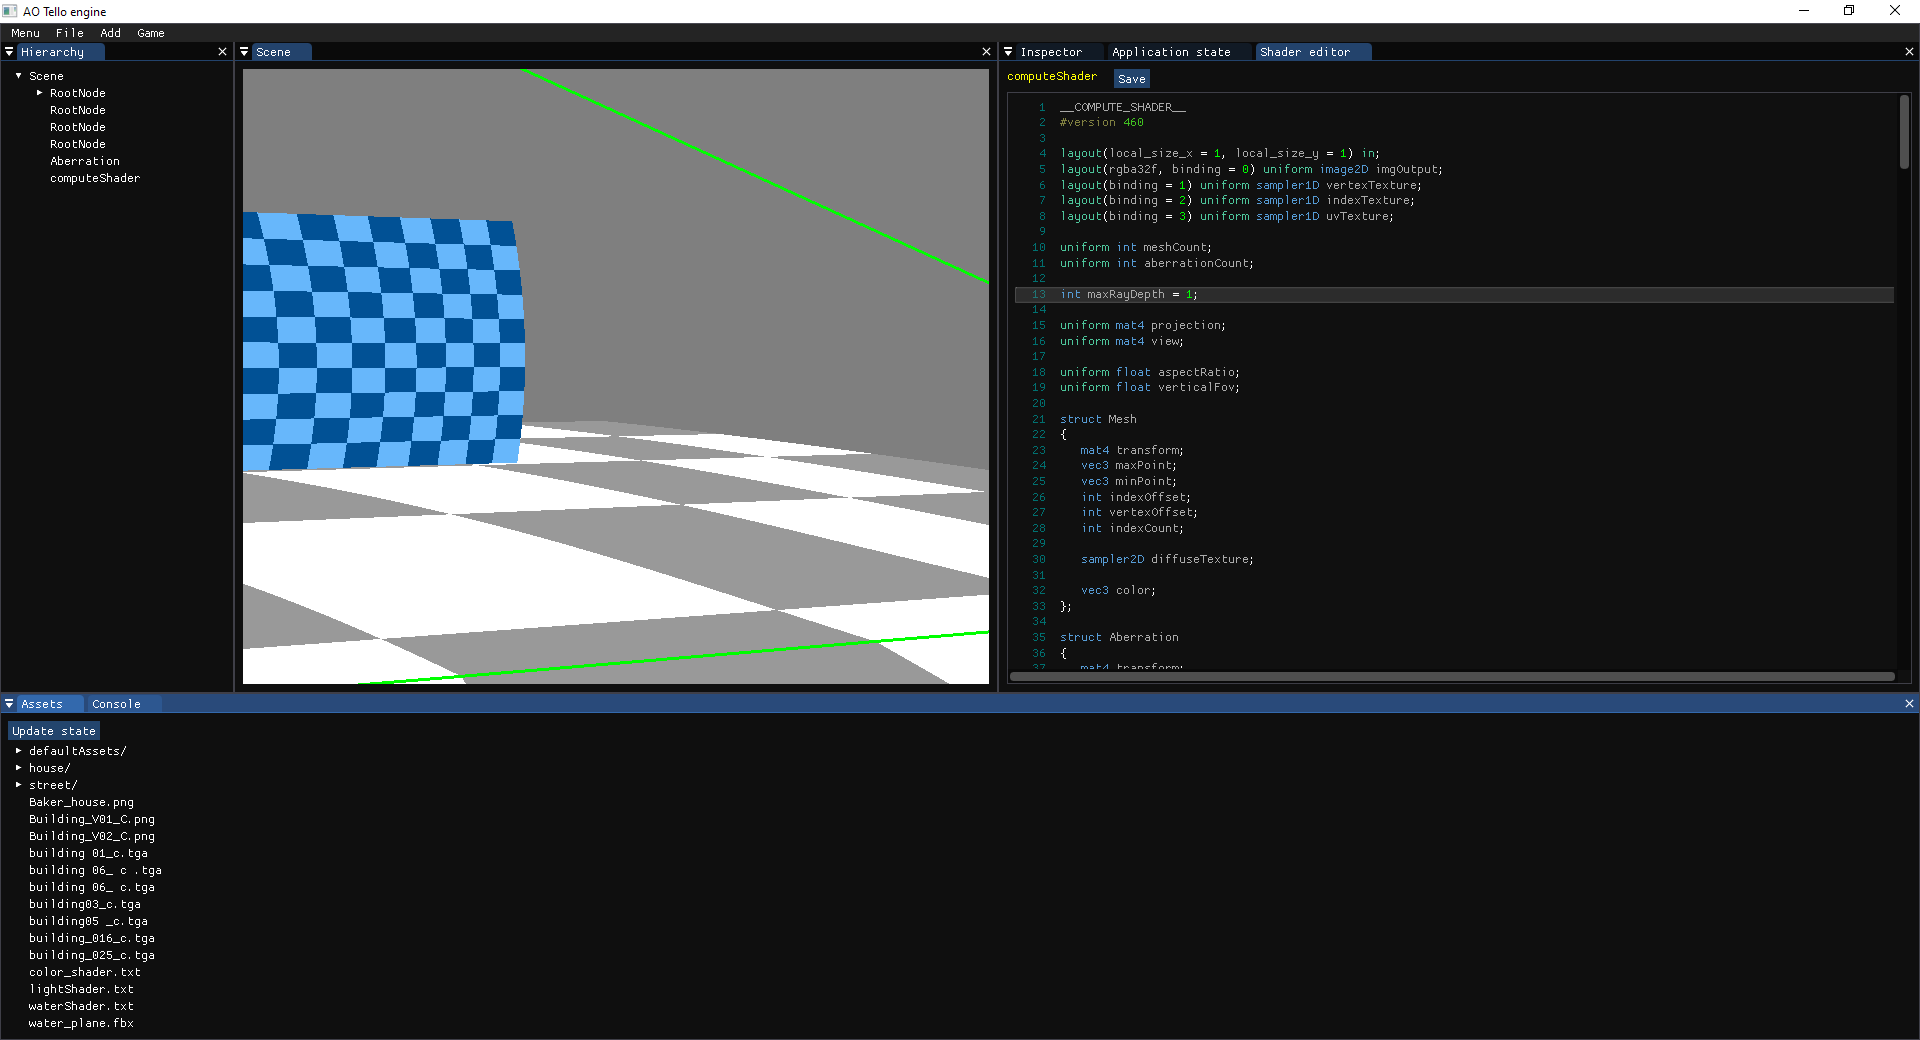 AO Tello engine
Menu File Add Game
Hierarchy
Scene
RootNode
RootNode
RootNode
RootNode
Aberration
computeShader
Scene
Inspector Application state Shader editor
computeShader Save
1 __COMPUTE_SHADER__
2 #version 460
3
4 layout(local_size_x = 1, local_size_y = 1) in;
5 layout(rgba32f, binding = 0) uniform image2D imgOutput;
6 layout(binding = 1) uniform sampler1D vertexTexture;
7 layout(binding = 2) uniform sampler1D indexTexture;
8 layout(binding = 3) uniform sampler1D uvTexture;
9
10 uniform int meshCount;
11 uniform int aberrationCount;
12
13 int maxRayDepth = 1;
14
15 uniform mat4 projection;
16 uniform mat4 view;
17
18 uniform float aspectRatio;
19 uniform float verticalFov;
20
21 struct Mesh
22 {
23 mat4 transform;
24 vec3 maxPoint;
25 vec3 minPoint;
26 int indexOffset;
27 int vertexOffset;
28 int indexCount;
29
30 sampler2D diffuseTexture;
31
32 vec3 color;
33 };
34
35 struct Aberration
36 {
37 mat4 transform;
Assets Console
Update state
defaultAssets/
house/
street/
Baker_house.png
Building_V01_C.png
Building_V02_C.png
building 01_c.tga
building 06_ c .tga
building 06_ c.tga
building03_c.tga
building05 _c.tga
building_016_c.tga
building_025_c.tga
color_shader.txt
lightShader.txt
waterShader.txt
water_plane.fbx